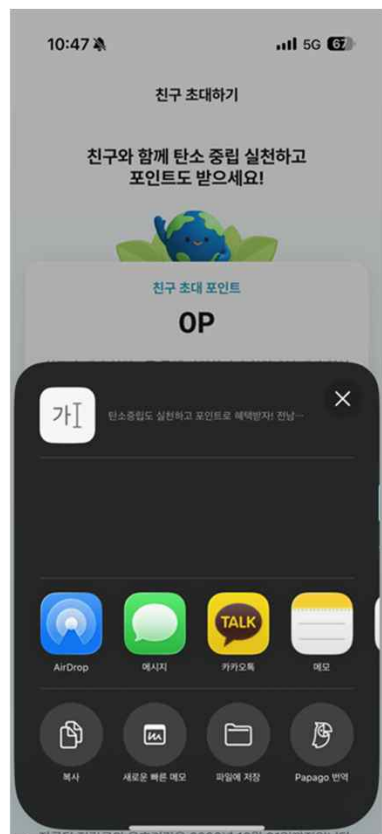 10:47
5G 67
친구 초대하기
친구와 함께 탄소 중립 실천하고
포인트도 받으세요!
친구 초대 포인트
0P
가
탄소중립도 실천하고 포인트로 혜택받자! 전남…
TALK
AirDrop
메시지
카카오톡
메모
복사
새로운 빠른 메모
파일에 저장
Papago 번역